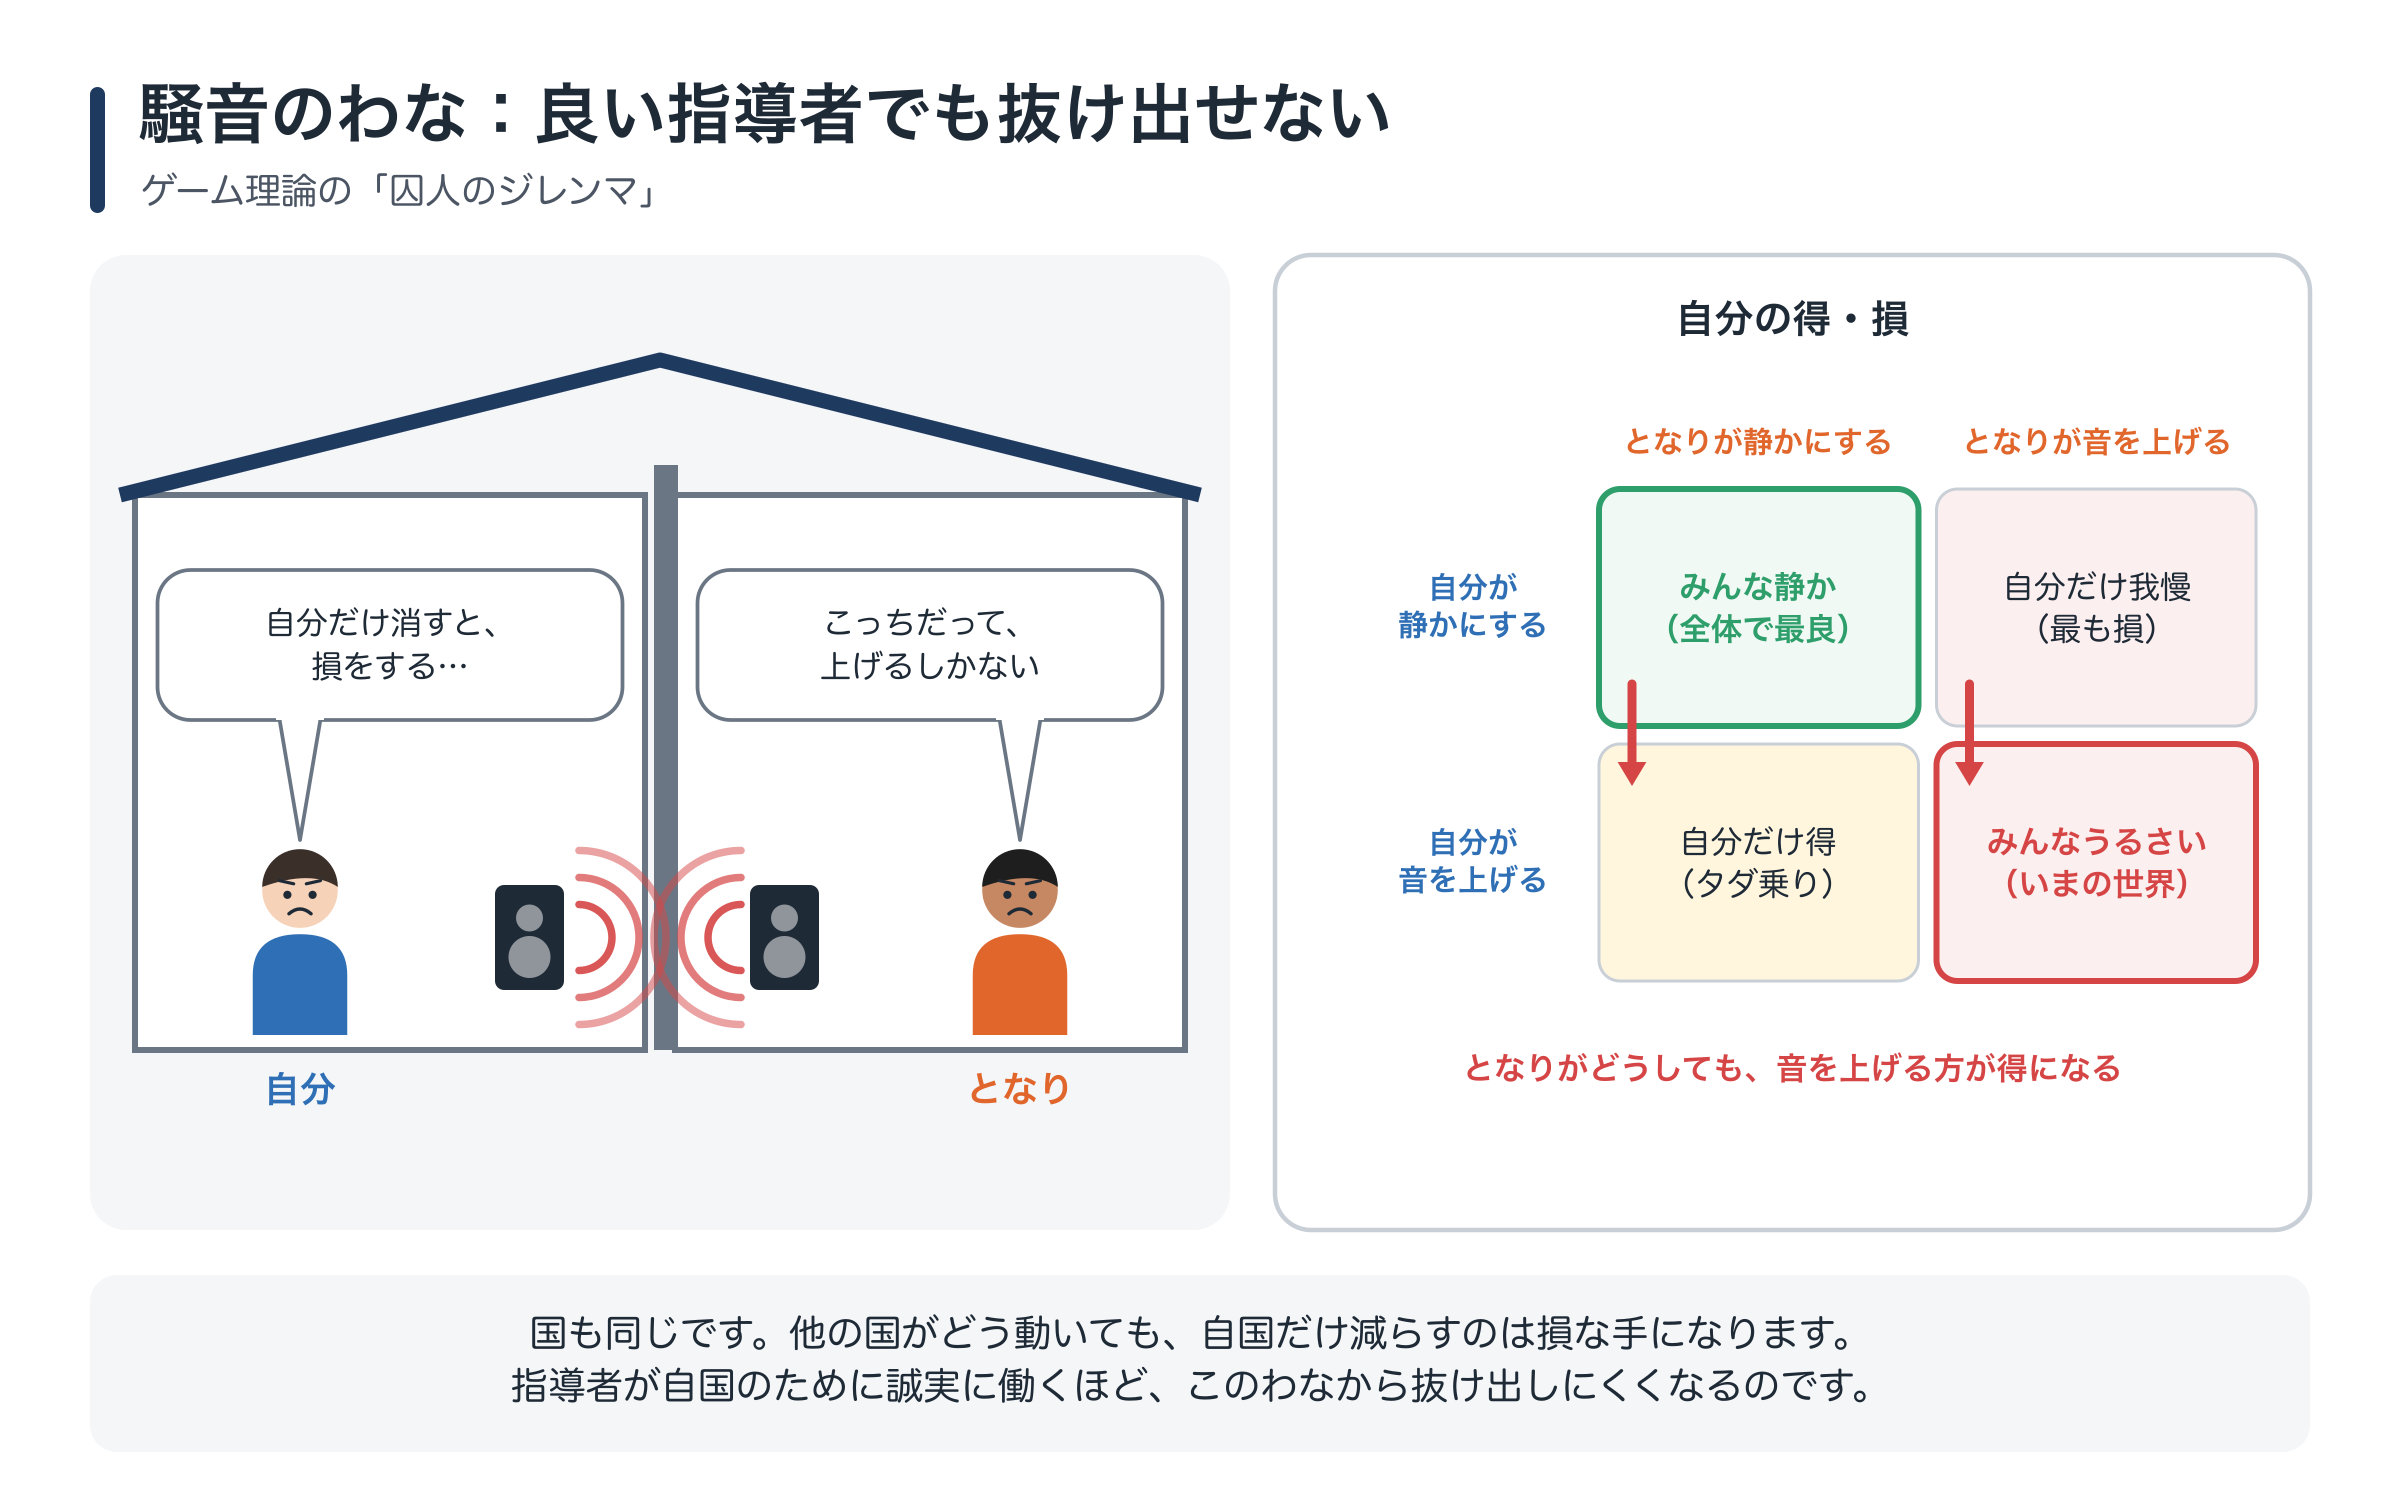 騒音のわな：良い指導者でも抜け出せない
ゲーム理論の「囚人のジレンマ」
自分だけ消すと、
損をする…
こっちだって、
上げるしかない
自分
となり
自分の得・損
となりが静かにする
となりが音を上げる
自分が
静かにする
みんな静か
（全体で最良）
自分だけ我慢
（最も損）
自分が
音を上げる
自分だけ得
（タダ乗り）
みんなうるさい
（いまの世界）
となりがどうしても、音を上げる方が得になる
国も同じです。他の国がどう動いても、自国だけ減らすのは損な手になります。
指導者が自国のために誠実に働くほど、このわなから抜け出しにくくなるのです。